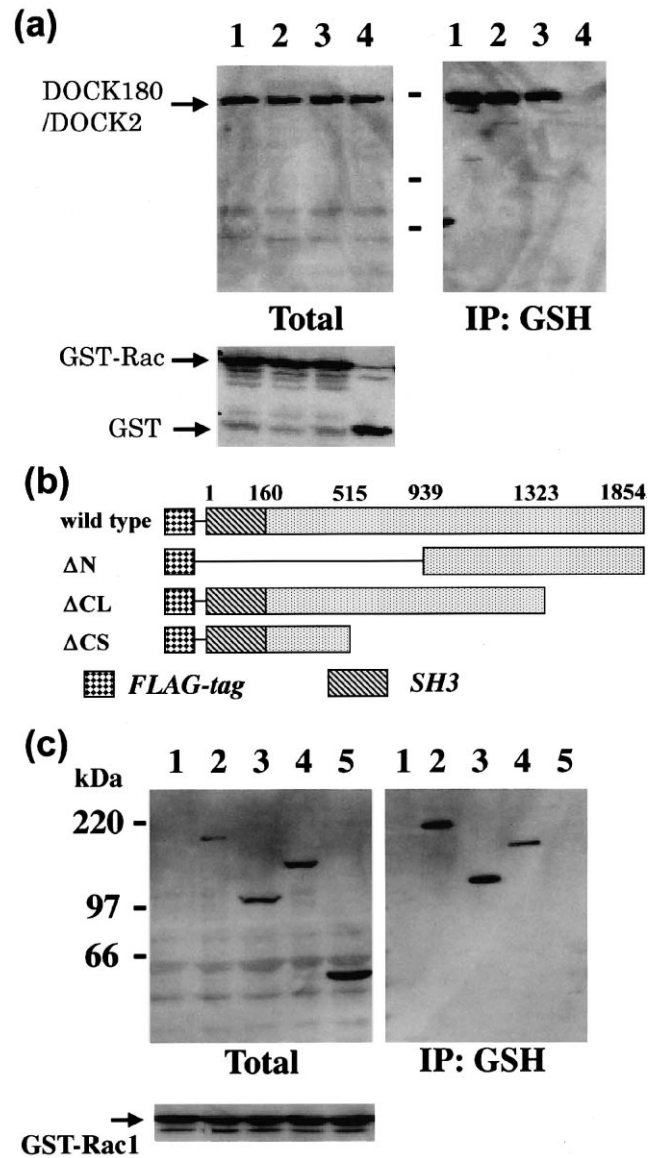 (a)
1 2 3 4
1 2 3 4
DOCK180
/DOCK2
Total
IP: GSH
GST-Rac
GST
(b)
1 160 515 939 1323 1854
wild type
ΔN
ΔCL
ΔCS
FLAG-tag
SH3
(c)
kDa
1 2 3 4 5
1 2 3 4 5
220
97
66
Total
IP: GSH
GST-Rac1